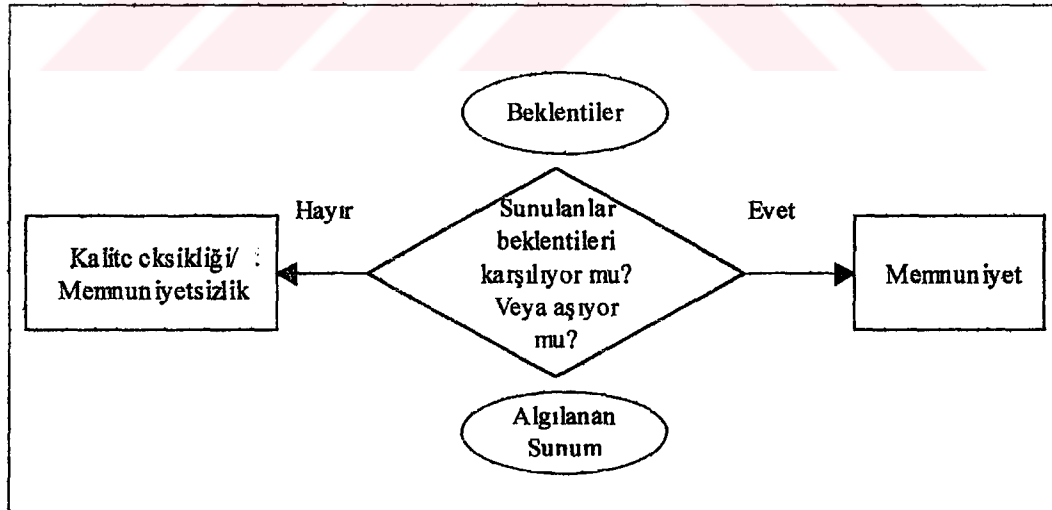 Beklentiler
Hayır
Evet
Sunulanlar
beklentileri
karşılıyor mu?
Veya aşıyor
mu?
Kalite eksikliği/
Memnuniyetsizlik
Memnuniyet
Algılanan
Sunum